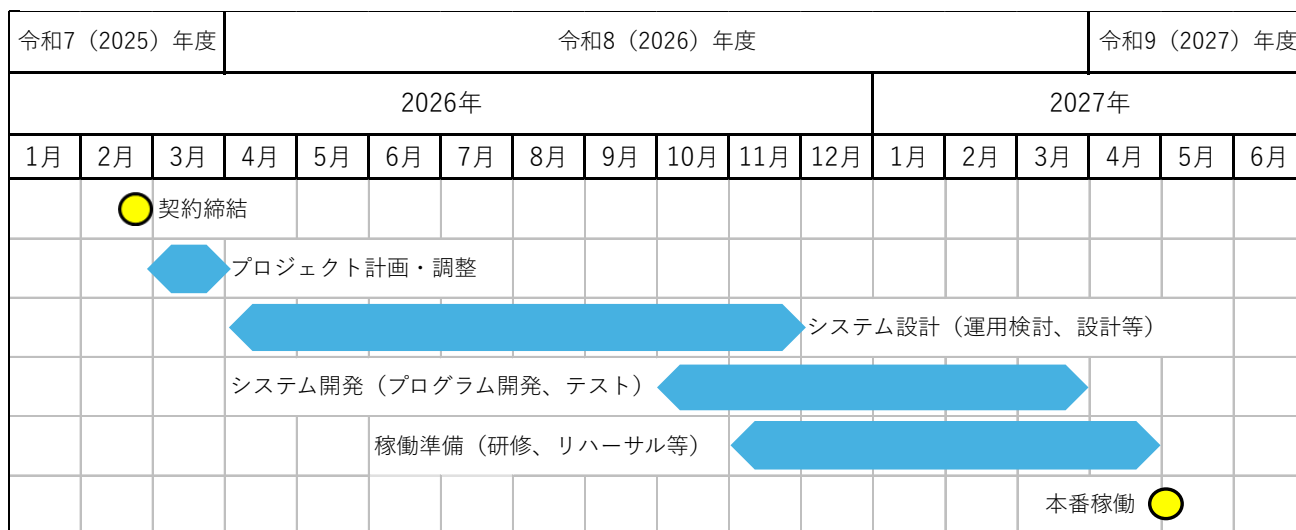 令和7（2025）年度 令和8（2026）年度 令和9（2027）年度
2026年 2027年
1月 2月 3月 4月 5月 6月 7月 8月 9月 10月 11月 12月 1月 2月 3月 4月 5月 6月
契約締結
プロジェクト計画・調整
システム設計（運用検討、設計等）
システム開発（プログラム開発、テスト）
稼働準備（研修、リハーサル等）
本番稼働